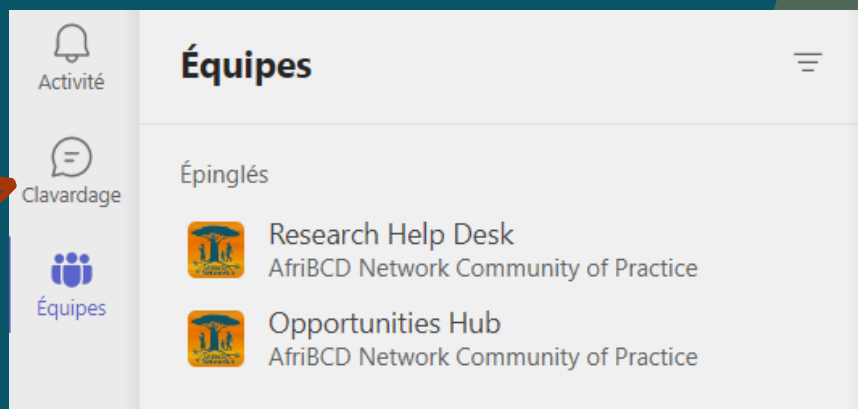 Activité
Clavardage
Équipes
Équipes
Épinglés
Research Help Desk
AfriBCD Network Community of Practice
Opportunities Hub
AfriBCD Network Community of Practice